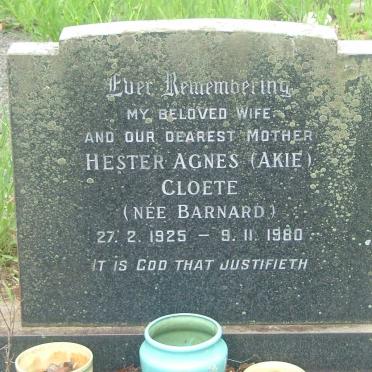 Ever Remembering
MY BELOVED WIFE
AND OUR DEAREST MOTHER
HESTER AGNES (AKIE)
CLOETE
(NÉE BARNARD)
27. 2. 1925 – 9. 11. 1980
IT IS GOD THAT JUSTIFIETH